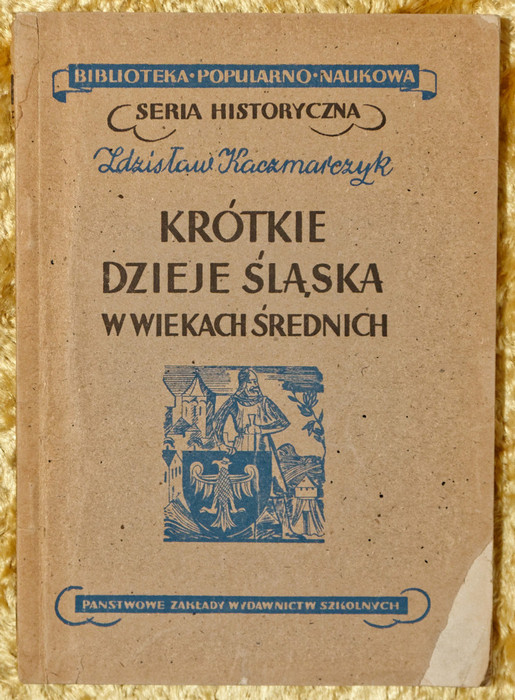 BIBLIOTEKA • POPULARNO • NAUKOWA
SERIA HISTORYCZNA
Zdzisław Kaczmarczyk
KRÓTKIE
DZIEJE ŚLĄSKA
W WIEKACH ŚREDNICH
PAŃSTWOWE ZAKŁADY WYDAWNICTW SZKOLNYCH